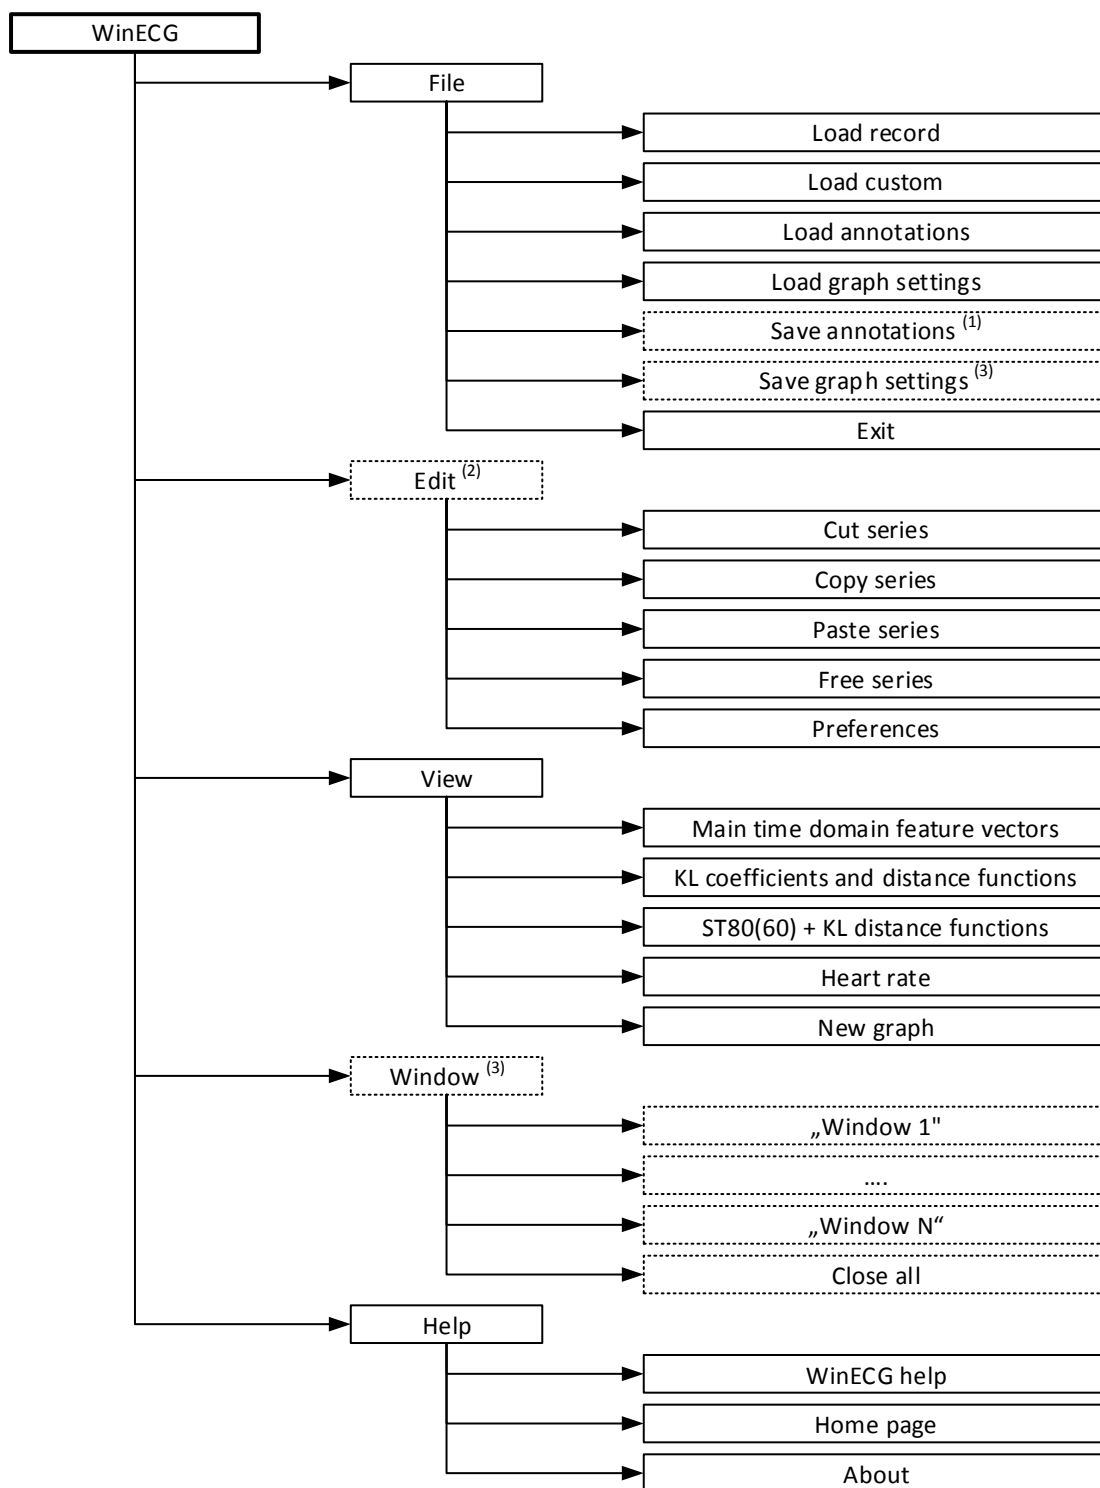 WinECG
File
Load record
Load custom
Load annotations
Load graph settings
Save annotations (1)
Save graph settings (3)
Exit
Edit (2)
Cut series
Copy series
Paste series
Free series
Preferences
View
Main time domain feature vectors
KL coefficients and distance functions
ST80(60) + KL distance functions
Heart rate
New graph
Window (3)
„Window 1"
....
„Window N“
Close all
Help
WinECG help
Home page
About